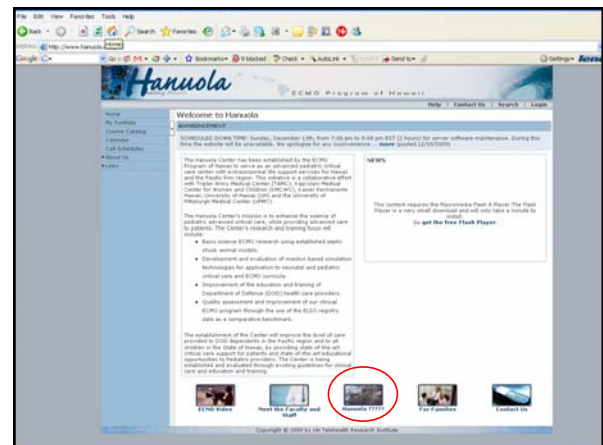 File Edit View Favorites Tools Help
Back Search Favorites
http://www.hanuola Home
Google Go Bookmarks 9 blocked Check AutoLink Send to Settings
Hanuola
ECMO Program of Hawaii
Help | Contact Us | Search | Login
Home
My Portfolio
Course Catalog
Calendar
Call Schedules
About Us
Links
Welcome to Hanuola
ANNOUNCEMENT
SCHEDULED DOWN TIME: Sunday, December 13th, from 7:00 pm to 9:00 pm EST (2 hours) for server software maintenance. During this
time the website will be unavailable. We apologize for any inconvenience.... more (posted 12/10/2009)
The Hanuola Center has been established by the ECMO
Program of Hawaii to serve as an advanced pediatric critical
care center with extracorporeal life support services for Hawaii
and the Pacific Rim region. This initiative is a collaborative effort
with Tripler Army Medical Center (TAMC), Kapi'olani Medical
Center for Women and Children (KMCWC), Kaiser Permanente
Hawaii, University of Hawaii (UH) and the University of
Pittsburgh Medical Center (UPMC).
The Hanuola Center's mission is to enhance the science of
pediatric advanced critical care, while providing advanced care
to patients. The Center's research and training focus will
include:
Basic science ECMO research using established septic
shock animal models.
Development and evaluation of manikin based simulation
technologies for application to neonatal and pediatric
critical care and ECMO curricula.
Improvement of the education and training of
Department of Defense (DOD) health care providers.
Quality assessment and improvement of our clinical
ECMO program through the use of the ELSO registry
data as a comparative benchmark.
The establishment of the Center will improve the level of care
provided to DOD dependents in the Pacific region and to all
children in the State of Hawaii, by providing state-of-the-art
critical care support for patients and state-of-the-art educational
opportunities to Pediatric providers. The Center is being
established and evaluated through existing guidelines for clinical
care and education and training.
NEWS
This content requires the Macromedia Flash 6 Player. The Flash
Player is a very small download and will only take a minute to
install.
Go get the free Flash Player.
ECMO Video
Meet the Faculty and
Staff
Hanuola ?????
For Families
Contact Us
Copyright © 2009 by UH Telehealth Research Institute